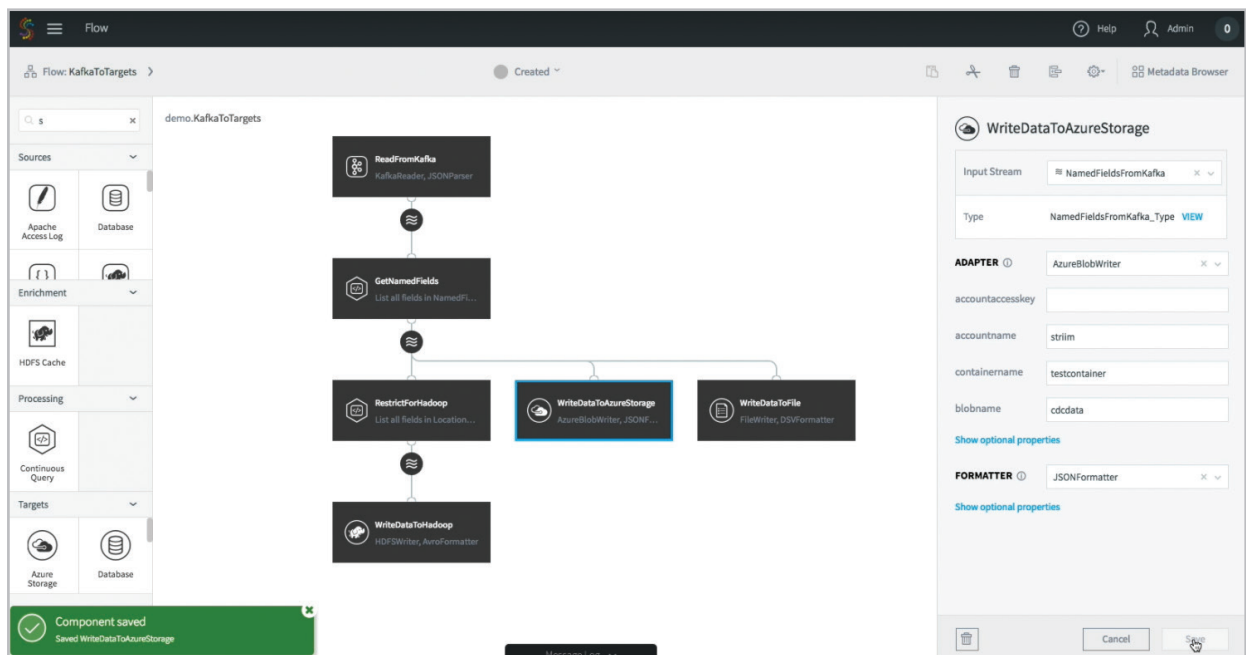 Flow
Help
Admin
0
Flow: KafkaToTargets
Created
Metadata Browser
s
Sources
Apache
Access Log
Database
Enrichment
HDFS Cache
Processing
Continuous
Query
Targets
Azure
Storage
Database
Component saved
Saved WriteDataToAzureStorage
demo.KafkaToTargets
ReadFromKafka
KafkaReader, JSONParser
GetNamedFields
List all fields in NamedFi...
RestrictForHadoop
List all fields in Location...
WriteDataToAzureStorage
AzureBlobWriter, JSONF...
WriteDataToFile
FileWriter, DSVFormatter
WriteDataToHadoop
HDFSWriter, AvroFormatter
Message Log
WriteDataToAzureStorage
Input Stream NamedFieldsFromKafka
Type NamedFieldsFromKafka_Type VIEW
ADAPTER AzureBlobWriter
accountaccesskey
accountname striim
containername testcontainer
blobname cdcdata
Show optional properties
FORMATTER JSONFormatter
Show optional properties
Cancel
Save